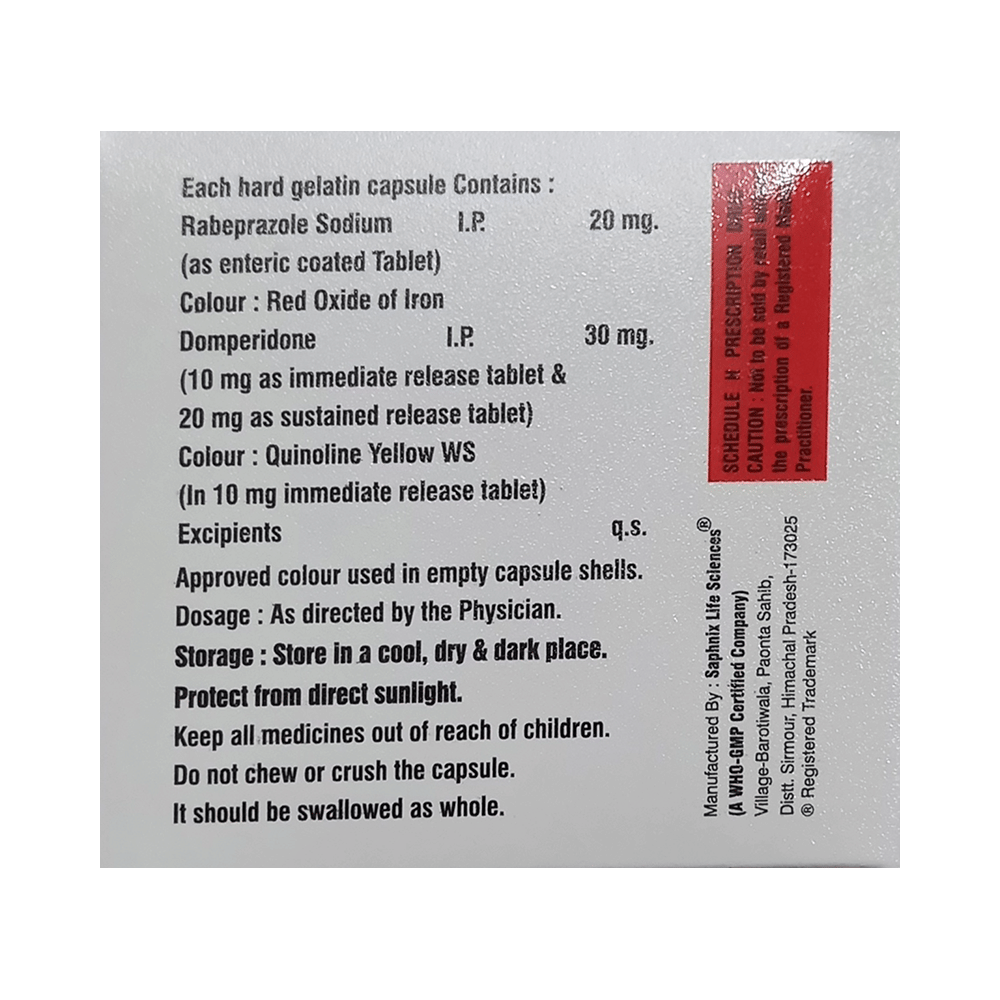 Each hard gelatin capsule Contains :
Rabeprazole Sodium I.P. 20 mg.
(as enteric coated Tablet)
Colour : Red Oxide of Iron
Domperidone I.P. 30 mg.
(10 mg as immediate release tablet &
20 mg as sustained release tablet)
Colour : Quinoline Yellow WS
(In 10 mg immediate release tablet)
Excipients q.s.
Approved colour used in empty capsule shells.
Dosage : As directed by the Physician.
Storage : Store in a cool, dry & dark place.
Protect from direct sunlight.
Keep all medicines out of reach of children.
Do not chew or crush the capsule.
It should be swallowed as whole.
SCHEDULE H PRESCRIPTION
CAUTION : Not to be sold by retail
the prescription of a Registered
Practitioner.
Manufactured By : Saphnix Life Sciences®
(A WHO-GMP Certified Company)
Village-Barotiwala, Paonta Sahib,
Distt. Sirmour, Himachal Pradesh-173025
® Registered Trademark